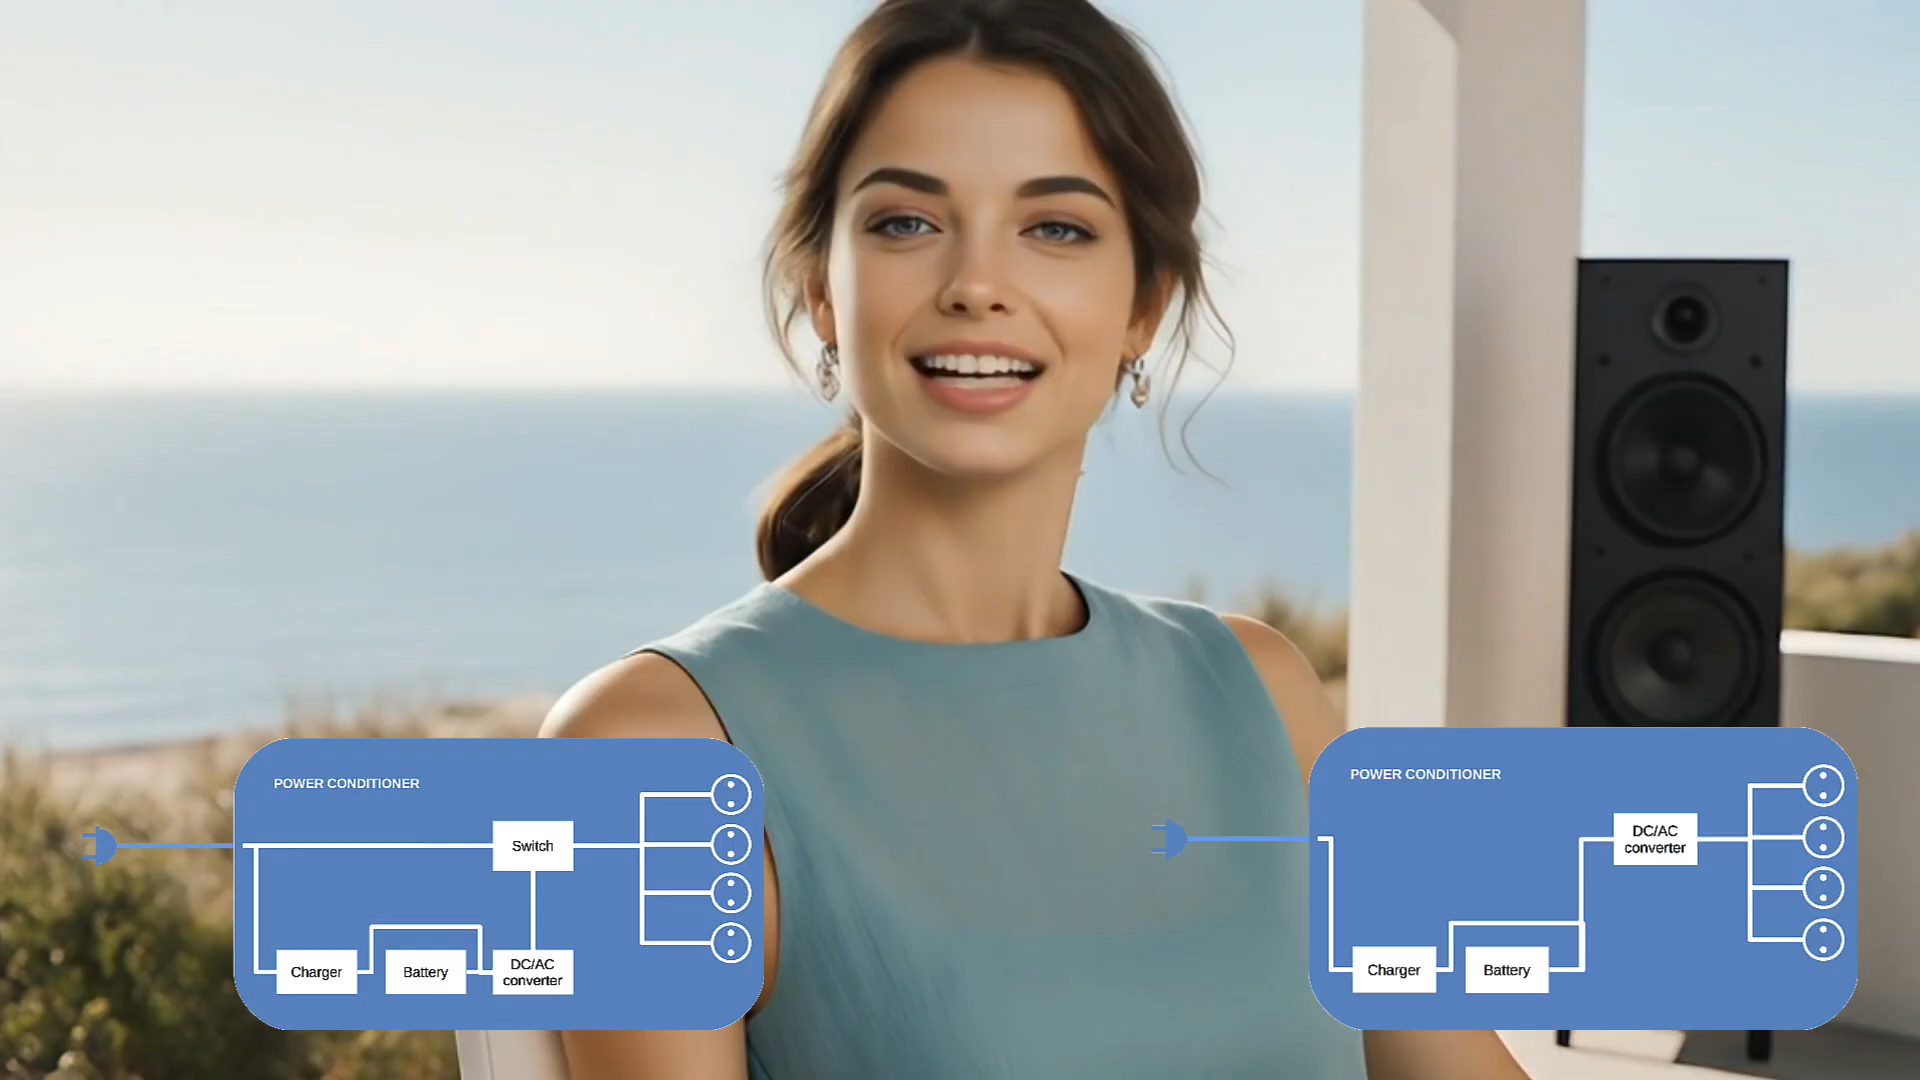 POWER CONDITIONER
Switch
Charger
Battery
DC/AC
converter
POWER CONDITIONER
DC/AC
converter
Charger
Battery